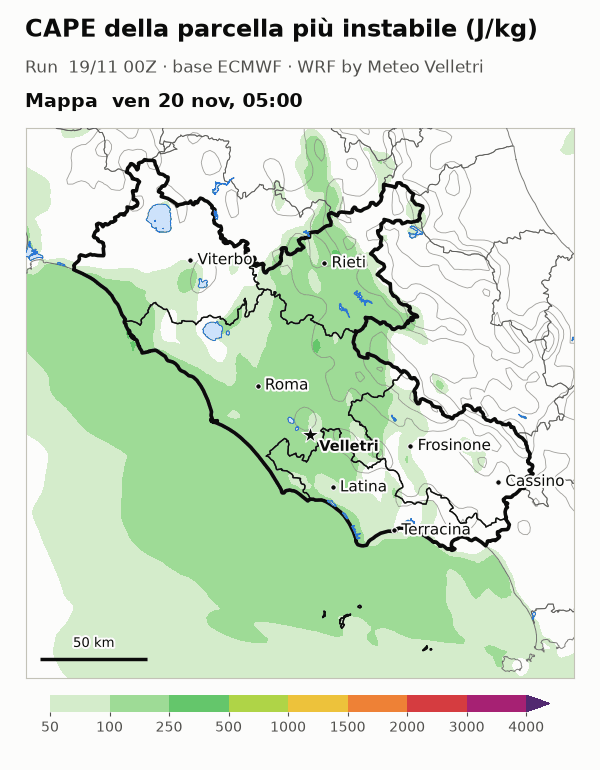 CAPE della parcella più instabile (J/kg)
Run  19/11 00Z · base ECMWF · WRF by Meteo Velletri
Mappa  ven 20 nov, 05:00
Viterbo
Rieti
Roma
Velletri
Frosinone
Cassino
Latina
Terracina
50 km
50 100 250 500 1000 1500 2000 3000 4000